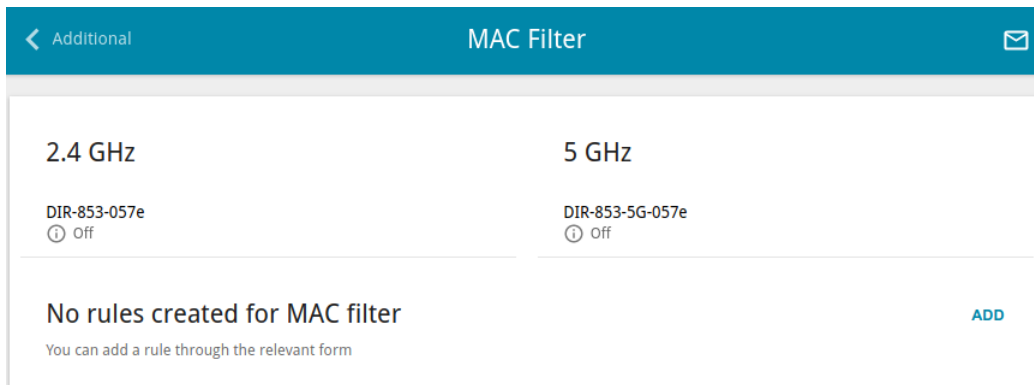 Additional
MAC Filter
2.4 GHz
5 GHz
DIR-853-057e
DIR-853-5G-057e
Off
Off
No rules created for MAC filter
ADD
You can add a rule through the relevant form